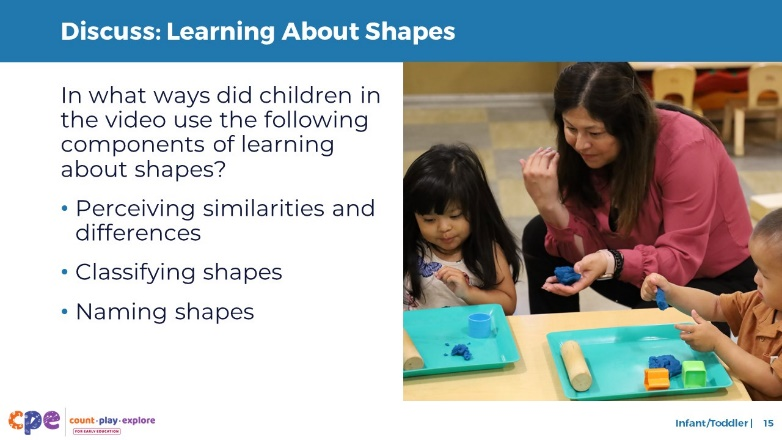 Discuss: Learning About Shapes
In what ways did children in
the video use the following
components of learning
about shapes?
• Perceiving similarities and
differences
• Classifying shapes
• Naming shapes
cpe
count·play·explore
FOR EARLY EDUCATION
Infant/Toddler | 15